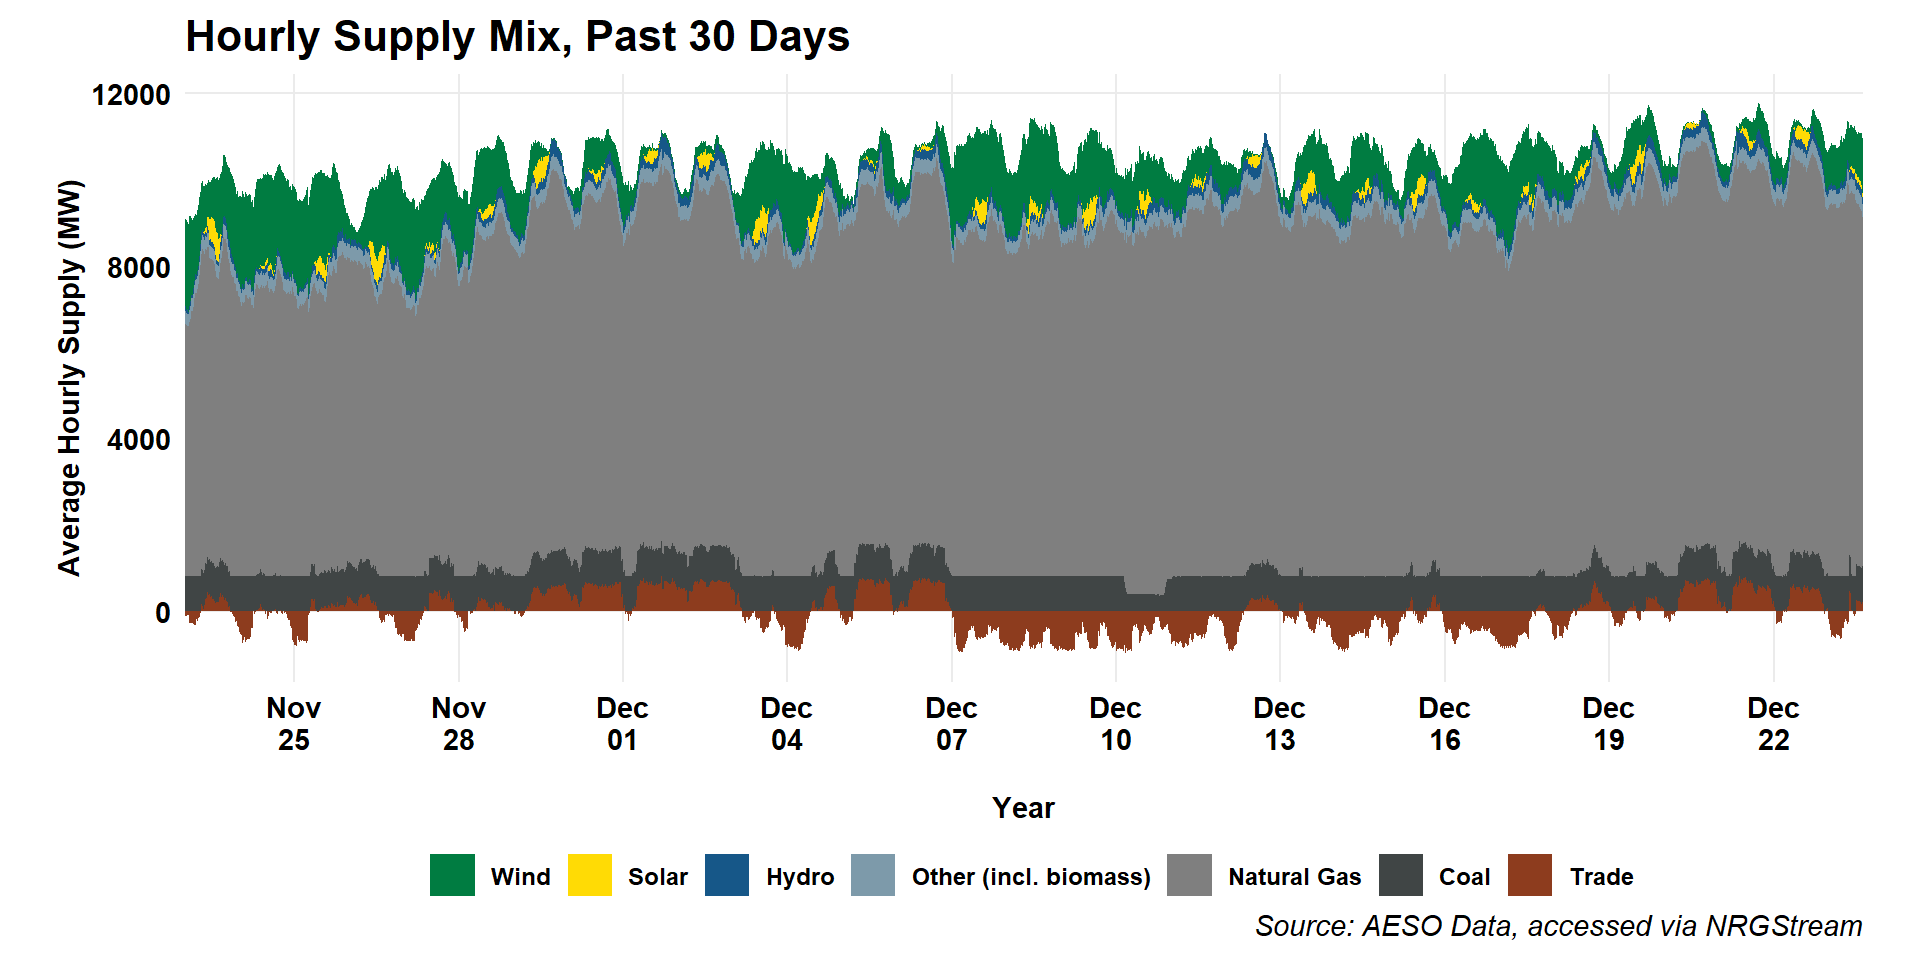 Hourly Supply Mix, Past 30 Days
Average Hourly Supply (MW)
12000
8000
4000
0
Nov 25
Nov 28
Dec 01
Dec 04
Dec 07
Dec 10
Dec 13
Dec 16
Dec 19
Dec 22
Year
Wind Solar Hydro Other (incl. biomass) Natural Gas Coal Trade
Source: AESO Data, accessed via NRGStream